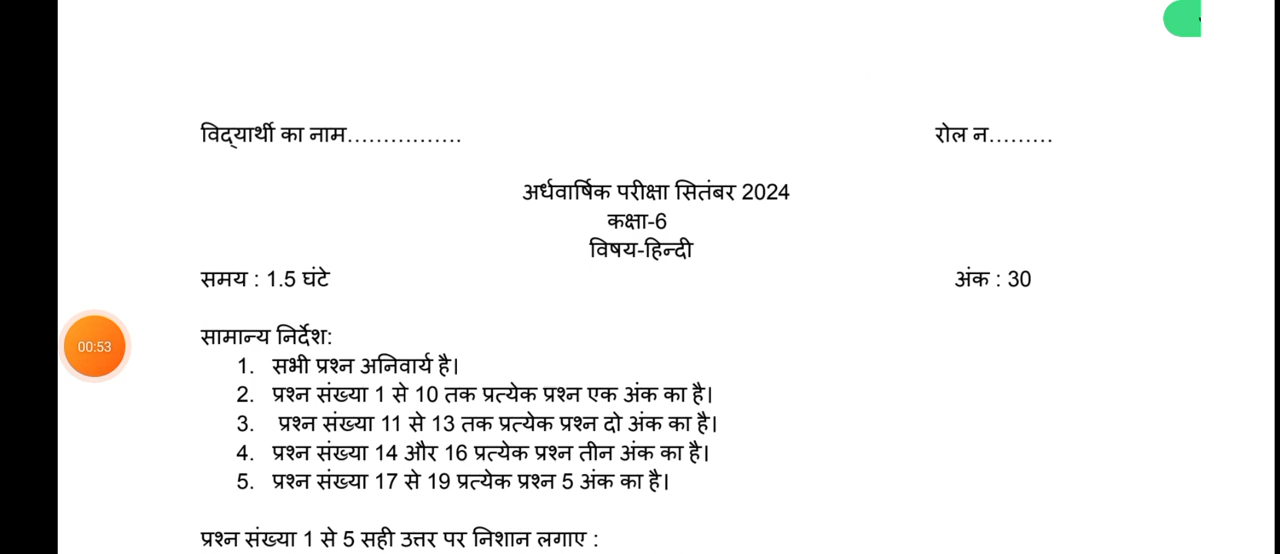 विद्यार्थी का नाम................ रोल न.........
अर्धवार्षिक परीक्षा सितंबर 2024
कक्षा-6
विषय-हिन्दी
समय : 1.5 घंटे अंक : 30
सामान्य निर्देश:
1. सभी प्रश्न अनिवार्य है।
2. प्रश्न संख्या 1 से 10 तक प्रत्येक प्रश्न एक अंक का है।
3. प्रश्न संख्या 11 से 13 तक प्रत्येक प्रश्न दो अंक का है।
4. प्रश्न संख्या 14 और 16 प्रत्येक प्रश्न तीन अंक का है।
5. प्रश्न संख्या 17 से 19 प्रत्येक प्रश्न 5 अंक का है।
00:53
प्रश्न संख्या 1 से 5 सही उत्तर पर निशान लगाए :